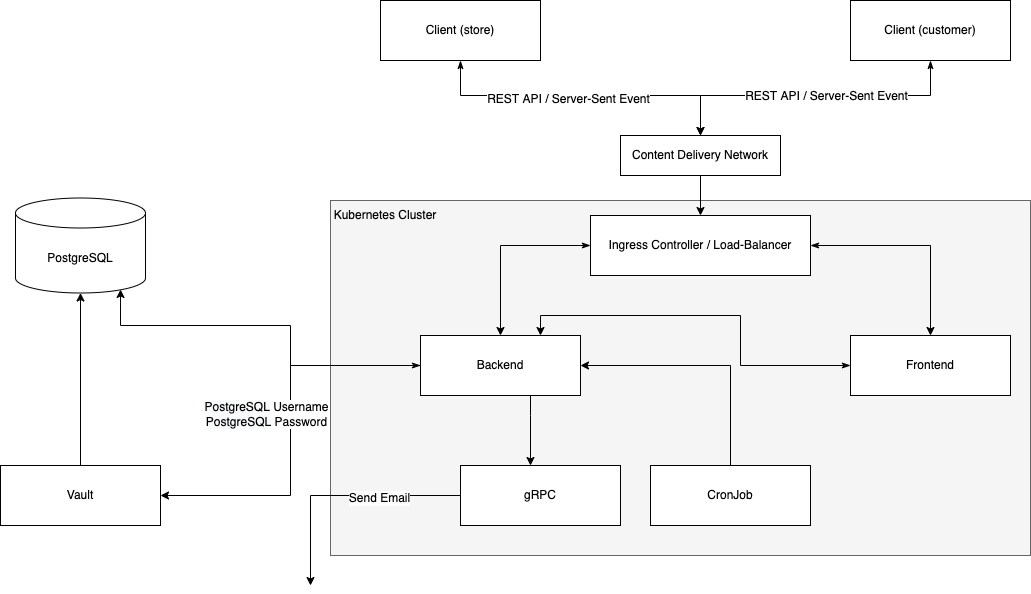 Client (store)
Client (customer)
REST API / Server-Sent Event
REST API / Server-Sent Event
Content Delivery Network
Kubernetes Cluster
Ingress Controller / Load-Balancer
PostgreSQL
Backend
Frontend
PostgreSQL Username
PostgreSQL Password
Vault
Send Email
gRPC
CronJob